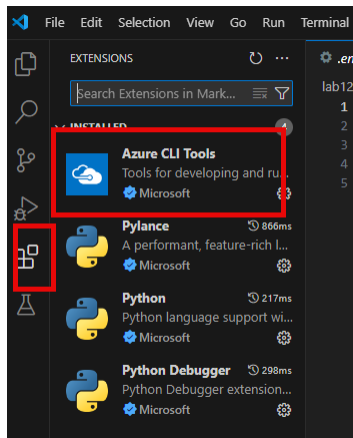 File Edit Selection View Go Run Terminal
EXTENSIONS
.en
Search Extensions in Mark...
lab12
INSTALLED 4
1
2
3
4
5
Azure CLI Tools
Tools for developing and ru...
Microsoft
Pylance 866ms
A performant, feature-rich l...
Microsoft
Python 217ms
Python language support wi...
Microsoft
Python Debugger 298ms
Python Debugger extension...
Microsoft